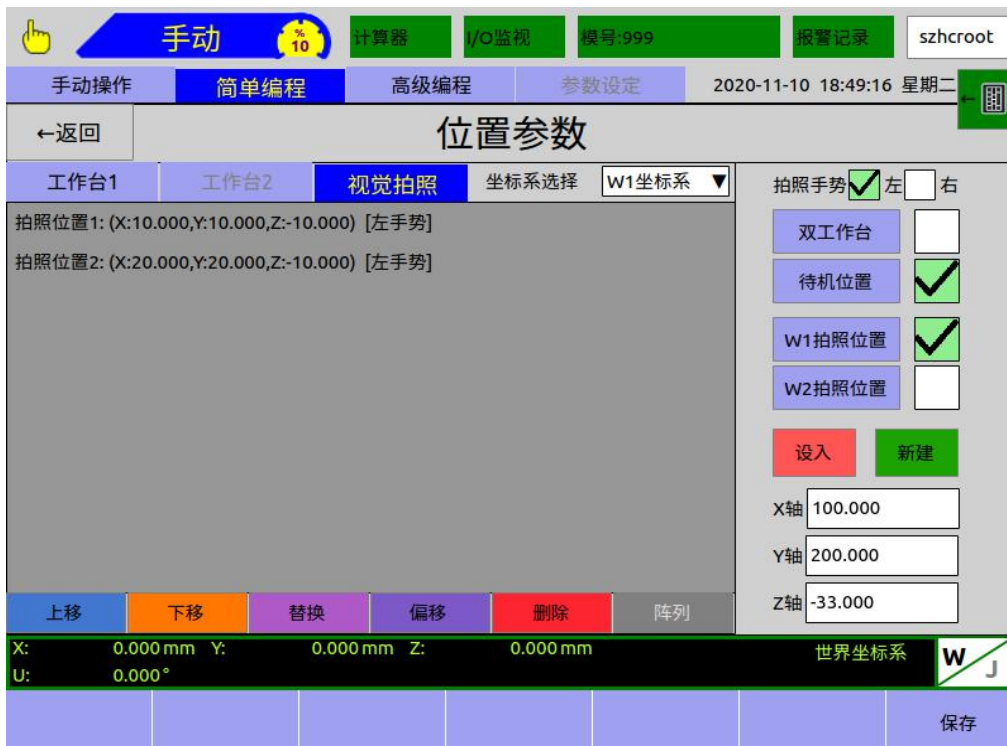 手动 % 10 计算器 I/O监视 模号:999 报警记录 szhcroot
手动操作 简单编程 高级编程 参数设定 2020-11-10 18:49:16 星期二 ←
←返回 位置参数
工作台1 工作台2 视觉拍照 坐标系选择 W1坐标系 ▼ 拍照手势 左 右
拍照位置1: (X:10.000,Y:10.000,Z:-10.000) [左手势]
双工作台
拍照位置2: (X:20.000,Y:20.000,Z:-10.000) [左手势]
待机位置
W1拍照位置
W2拍照位置
设入 新建
X轴 100.000
Y轴 200.000
Z轴 -33.000
上移 下移 替换 偏移 删除 阵列
X: 0.000 mm Y: 0.000 mm Z: 0.000 mm 世界坐标系 W J
U: 0.000 °
保存